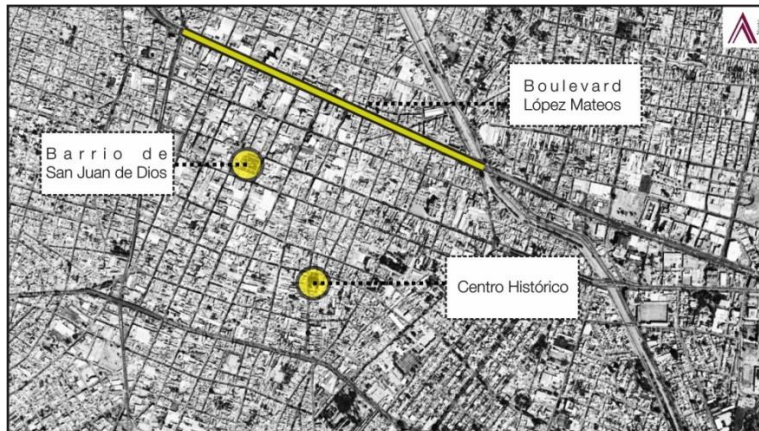 Boulevard
López Mateos
Barrio de
San Juan de Dios
Centro Histórico